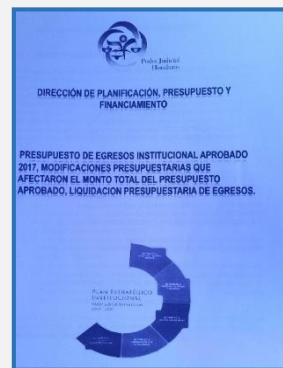 Poder Judicial
Honduras
DIRECCIÓN DE PLANIFICACIÓN, PRESUPUESTO Y
FINANCIAMIENTO
PRESUPUESTO DE EGRESOS INSTITUCIONAL APROBADO
2017, MODIFICACIONES PRESUPUESTARIAS QUE
AFECTARON EL MONTO TOTAL DEL PRESUPUESTO
APROBADO, LIQUIDACION PRESUPUESTARIA DE EGRESOS.
PLAN ESTRATÉGICO
INSTITUCIONAL